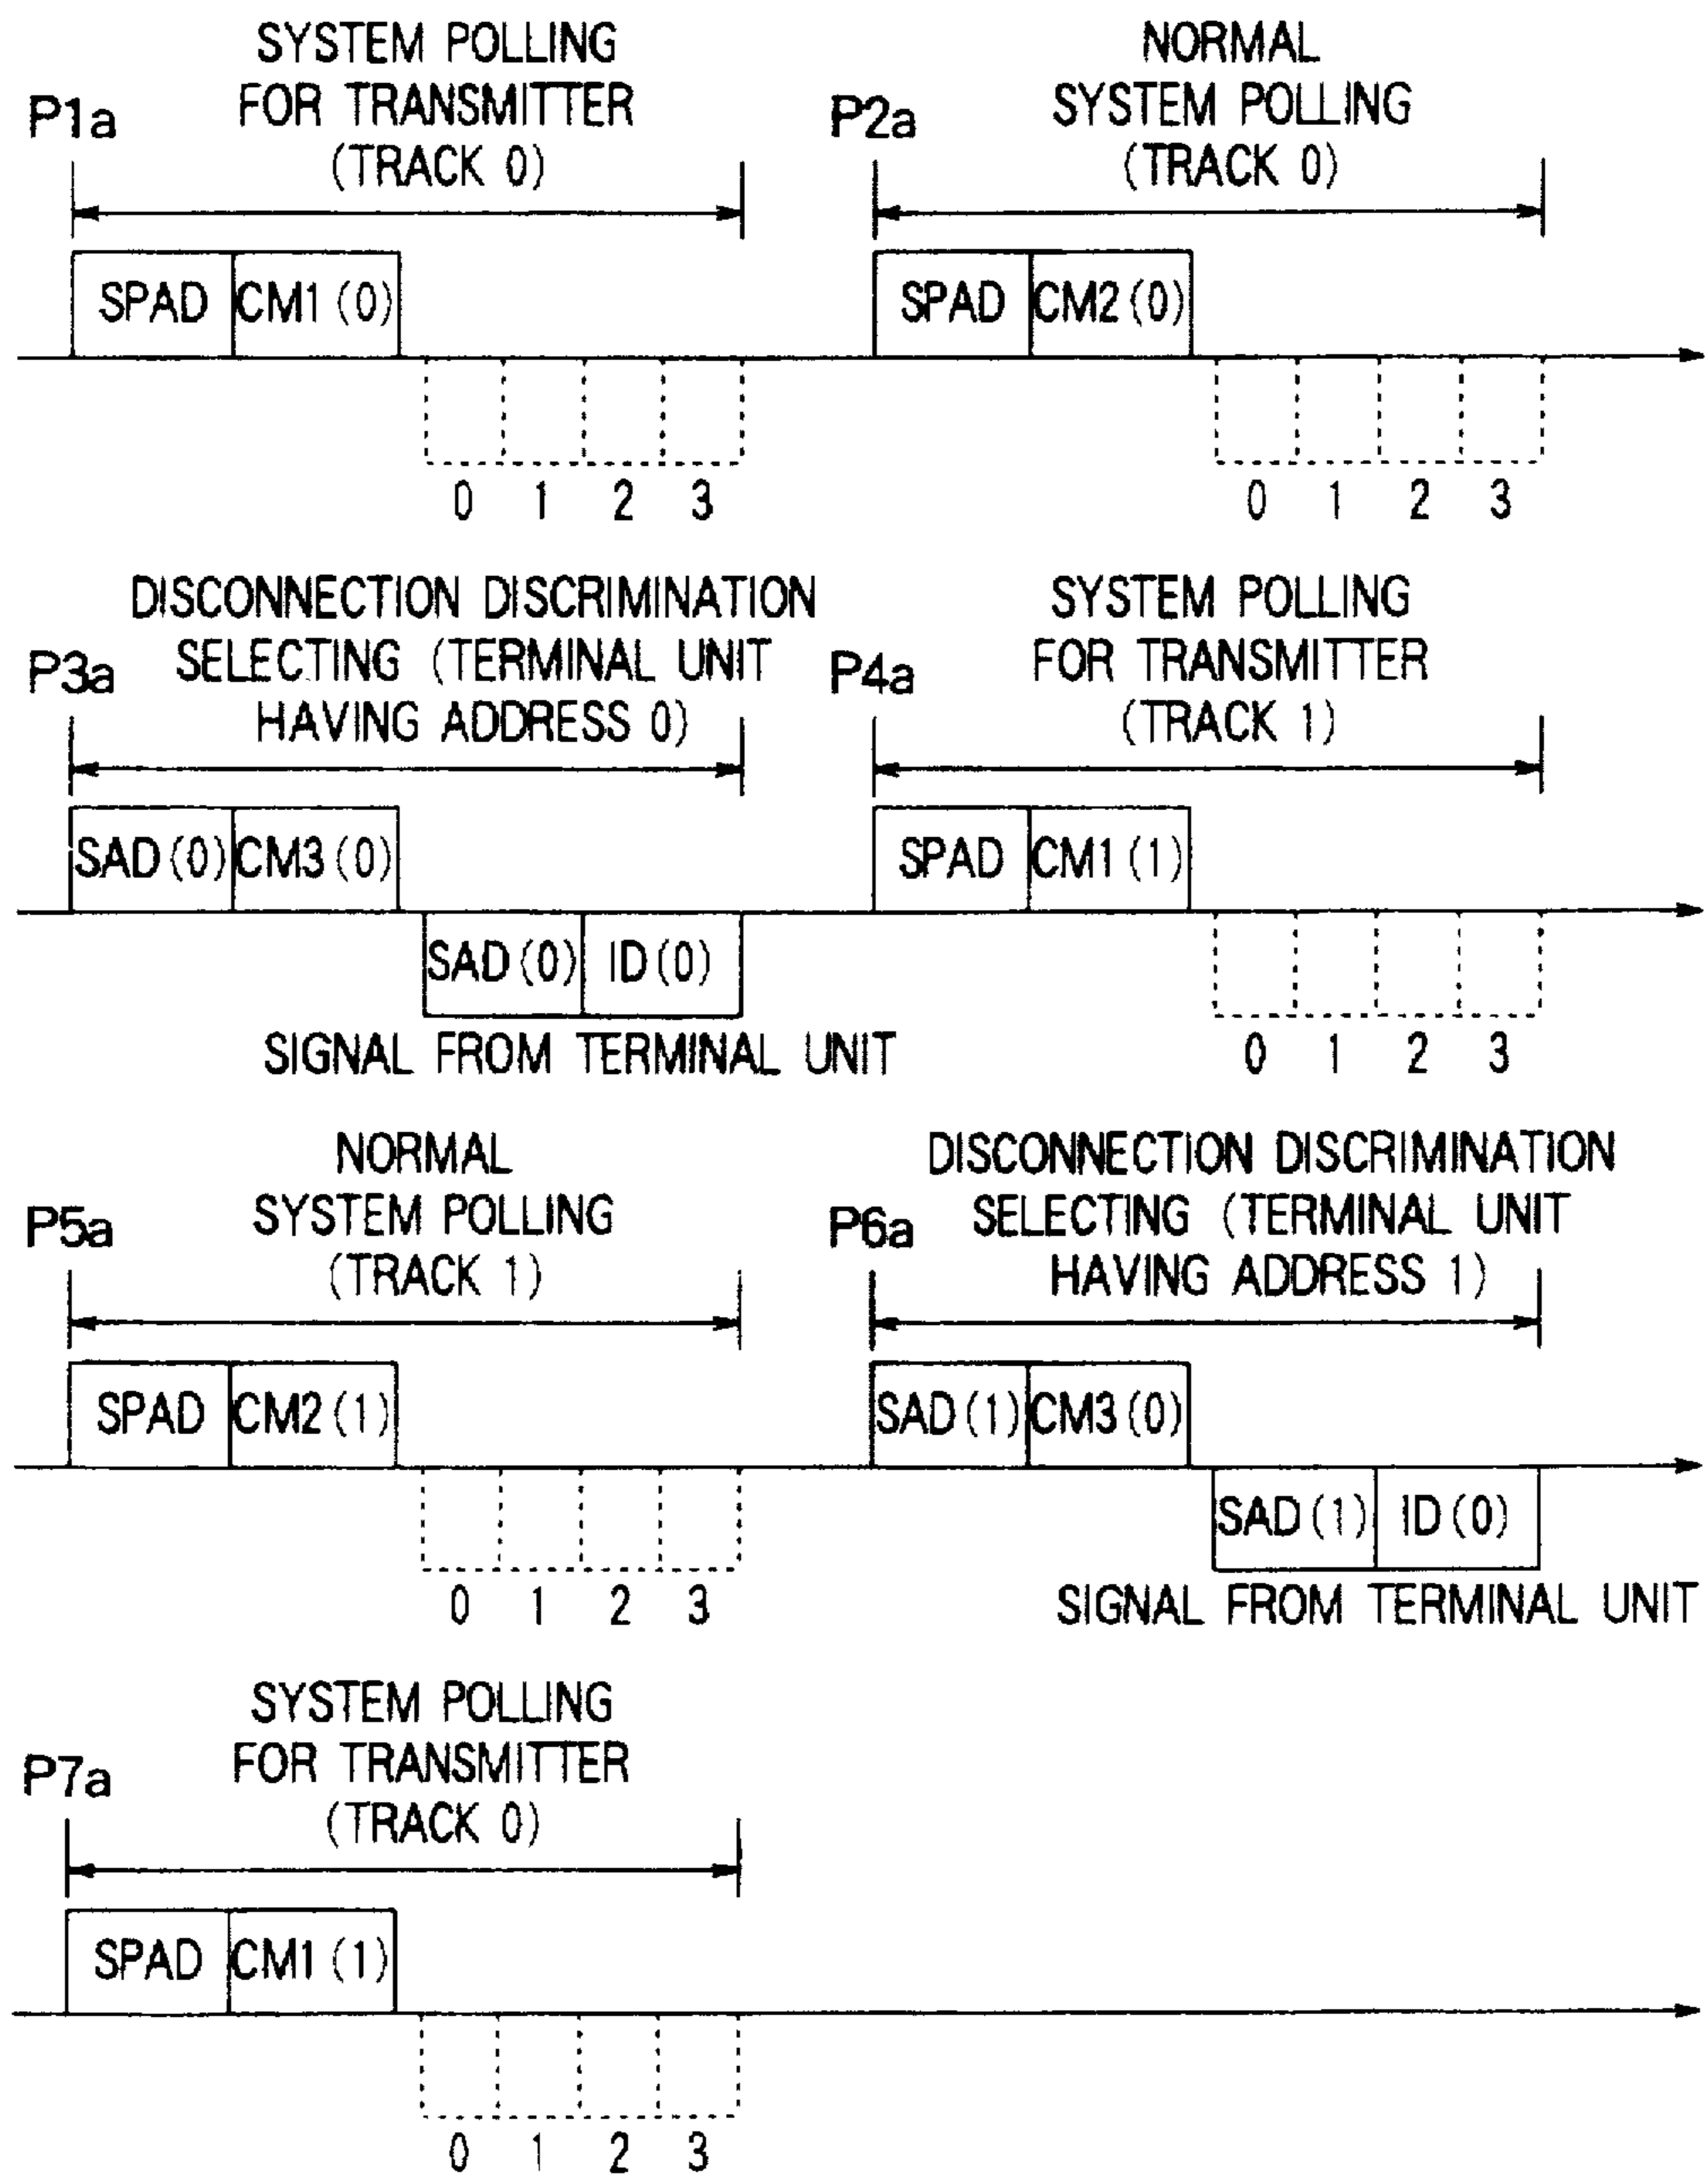 SYSTEM POLLING
FOR TRANSMITTER
(TRACK 0)
P1a
SPAD CM1(0)
0 1 2 3
NORMAL
SYSTEM POLLING
(TRACK 0)
P2a
SPAD CM2(0)
0 1 2 3
DISCONNECTION DISCRIMINATION
SELECTING (TERMINAL UNIT
HAVING ADDRESS 0)
P3a
SAD(0) CM3(0)
SAD(0) ID(0)
SIGNAL FROM TERMINAL UNIT
SYSTEM POLLING
FOR TRANSMITTER
(TRACK 1)
P4a
SPAD CM1(1)
0 1 2 3
NORMAL
SYSTEM POLLING
(TRACK 1)
P5a
SPAD CM2(1)
0 1 2 3
DISCONNECTION DISCRIMINATION
SELECTING (TERMINAL UNIT
HAVING ADDRESS 1)
P6a
SAD(1) CM3(0)
SAD(1) ID(0)
SIGNAL FROM TERMINAL UNIT
SYSTEM POLLING
FOR TRANSMITTER
(TRACK 0)
P7a
SPAD CM1(1)
0 1 2 3